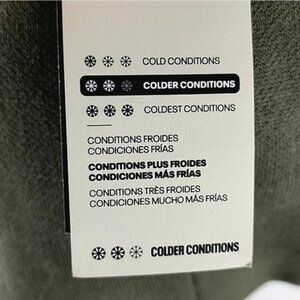 COLD CONDITIONS
COLDER CONDITIONS
COLDEST CONDITIONS
CONDITIONS FROIDES
CONDICIONES FRÍAS
CONDITIONS PLUS FROIDES
CONDICIONES MÁS FRÍAS
CONDITIONS TRÈS FROIDES
CONDICIONES MUCHO MÁS FRÍAS
COLDER CONDITIONS